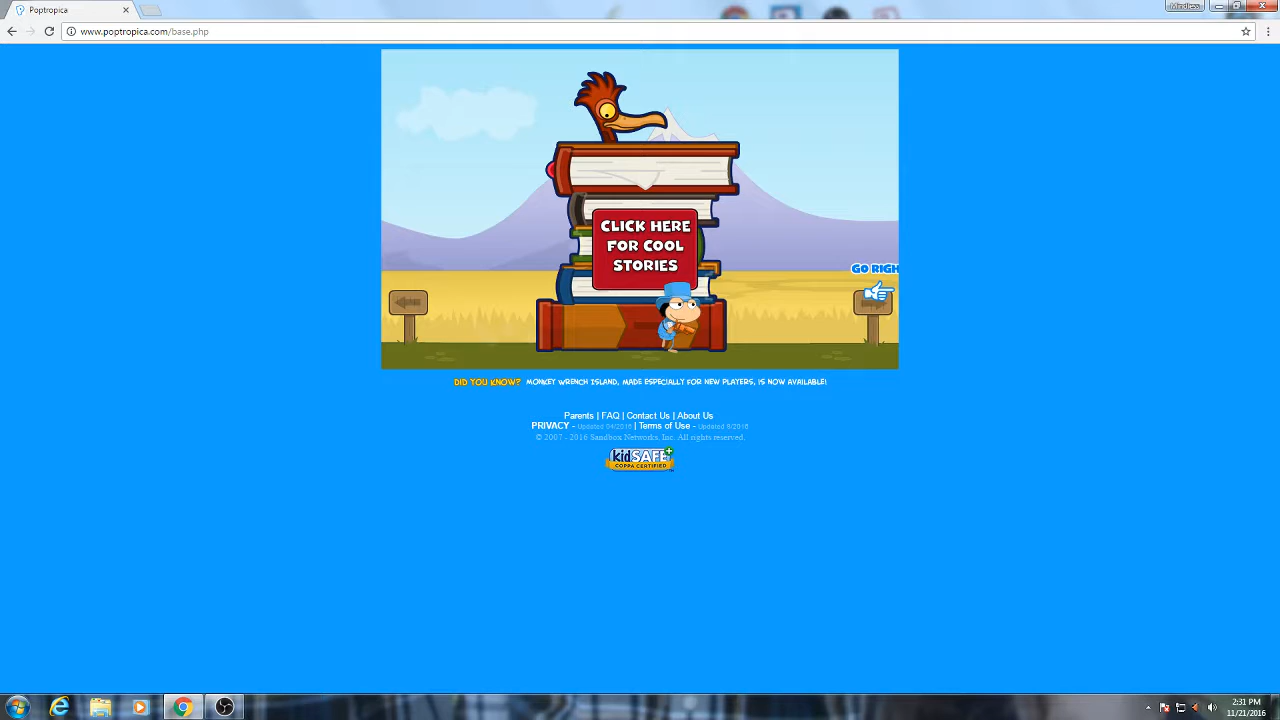 Poptropica
www.poptropica.com/base.php
CLICK HERE
FOR COOL
STORIES
GO RIGH
DID YOU KNOW? MONKEY WRENCH ISLAND, MADE ESPECIALLY FOR NEW PLAYERS, IS NOW AVAILABLE!
Parents | FAQ | Contact Us | About Us
PRIVACY - Updated 04/2015 | Terms of Use - Updated 8/2016
© 2007 - 2016 Sandbox Networks, Inc. All rights reserved.
kidSAFE+
COPPA CERTIFIED
2:31 PM
11/21/2016